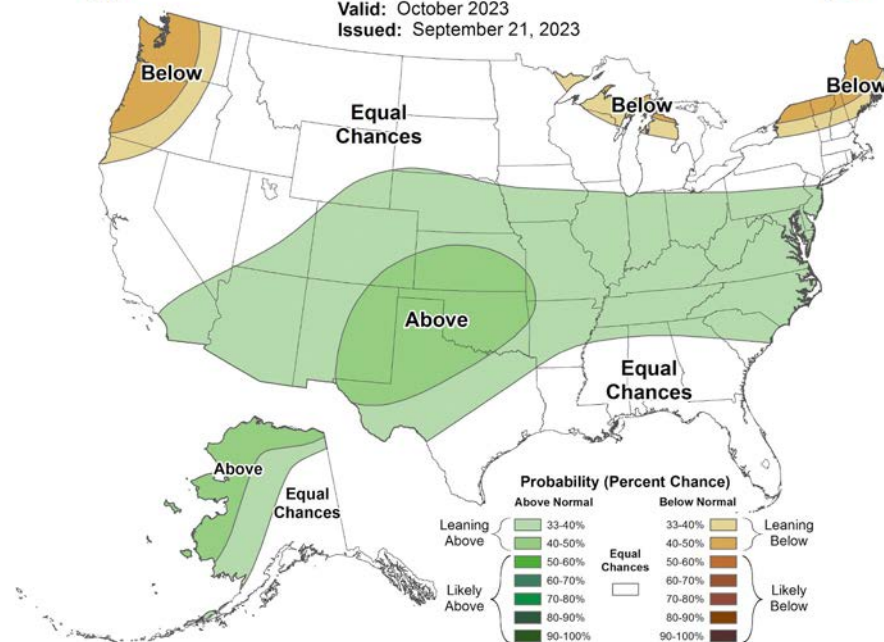 Valid: October 2023
Issued: September 21, 2023
Below
Equal
Chances
Below
Below
Above
Equal
Chances
Above
Equal
Chances
Probability (Percent Chance)
Above Normal
Below Normal
Leaning
Above
33-40%
40-50%
Likely
Above
50-60%
60-70%
70-80%
80-90%
90-100%
Equal
Chances
33-40%
40-50%
Leaning
Below
50-60%
60-70%
70-80%
80-90%
90-100%
Likely
Below